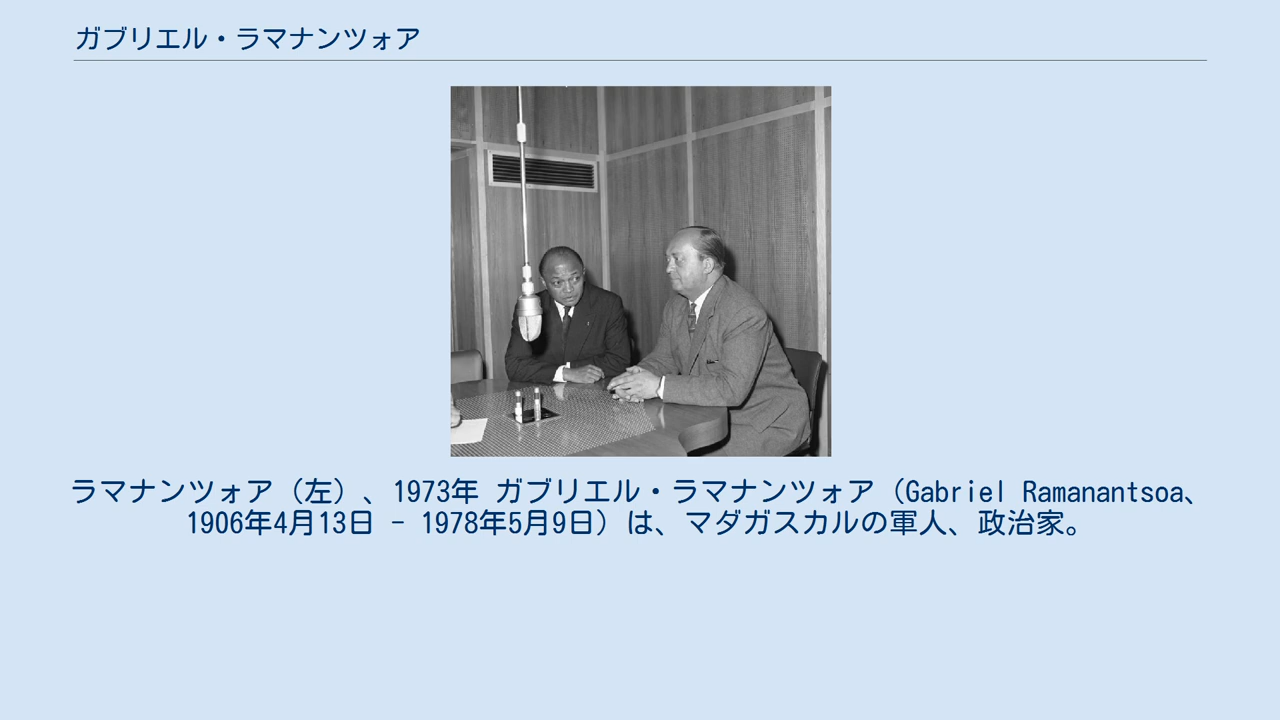 ガブリエル・ラマナンツォア
ラマナンツォア（左）、1973年 ガブリエル・ラマナンツォア（Gabriel Ramanantsoa、
1906年4月13日 - 1978年5月9日）は、マダガスカルの軍人、政治家。